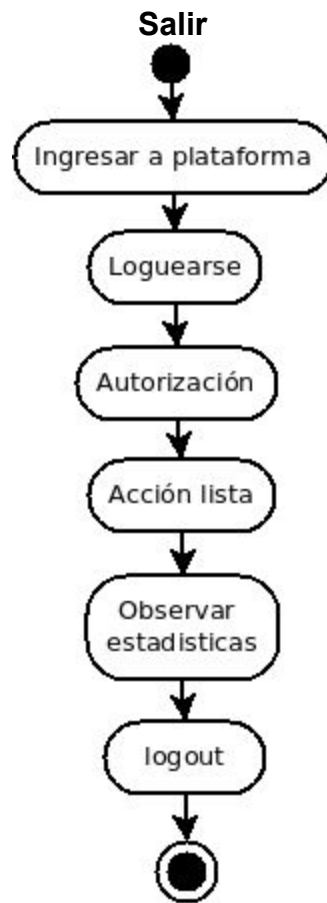 Salir
Ingresar a plataforma
Loguearse
Autorización
Acción lista
Observar
estadisticas
logout